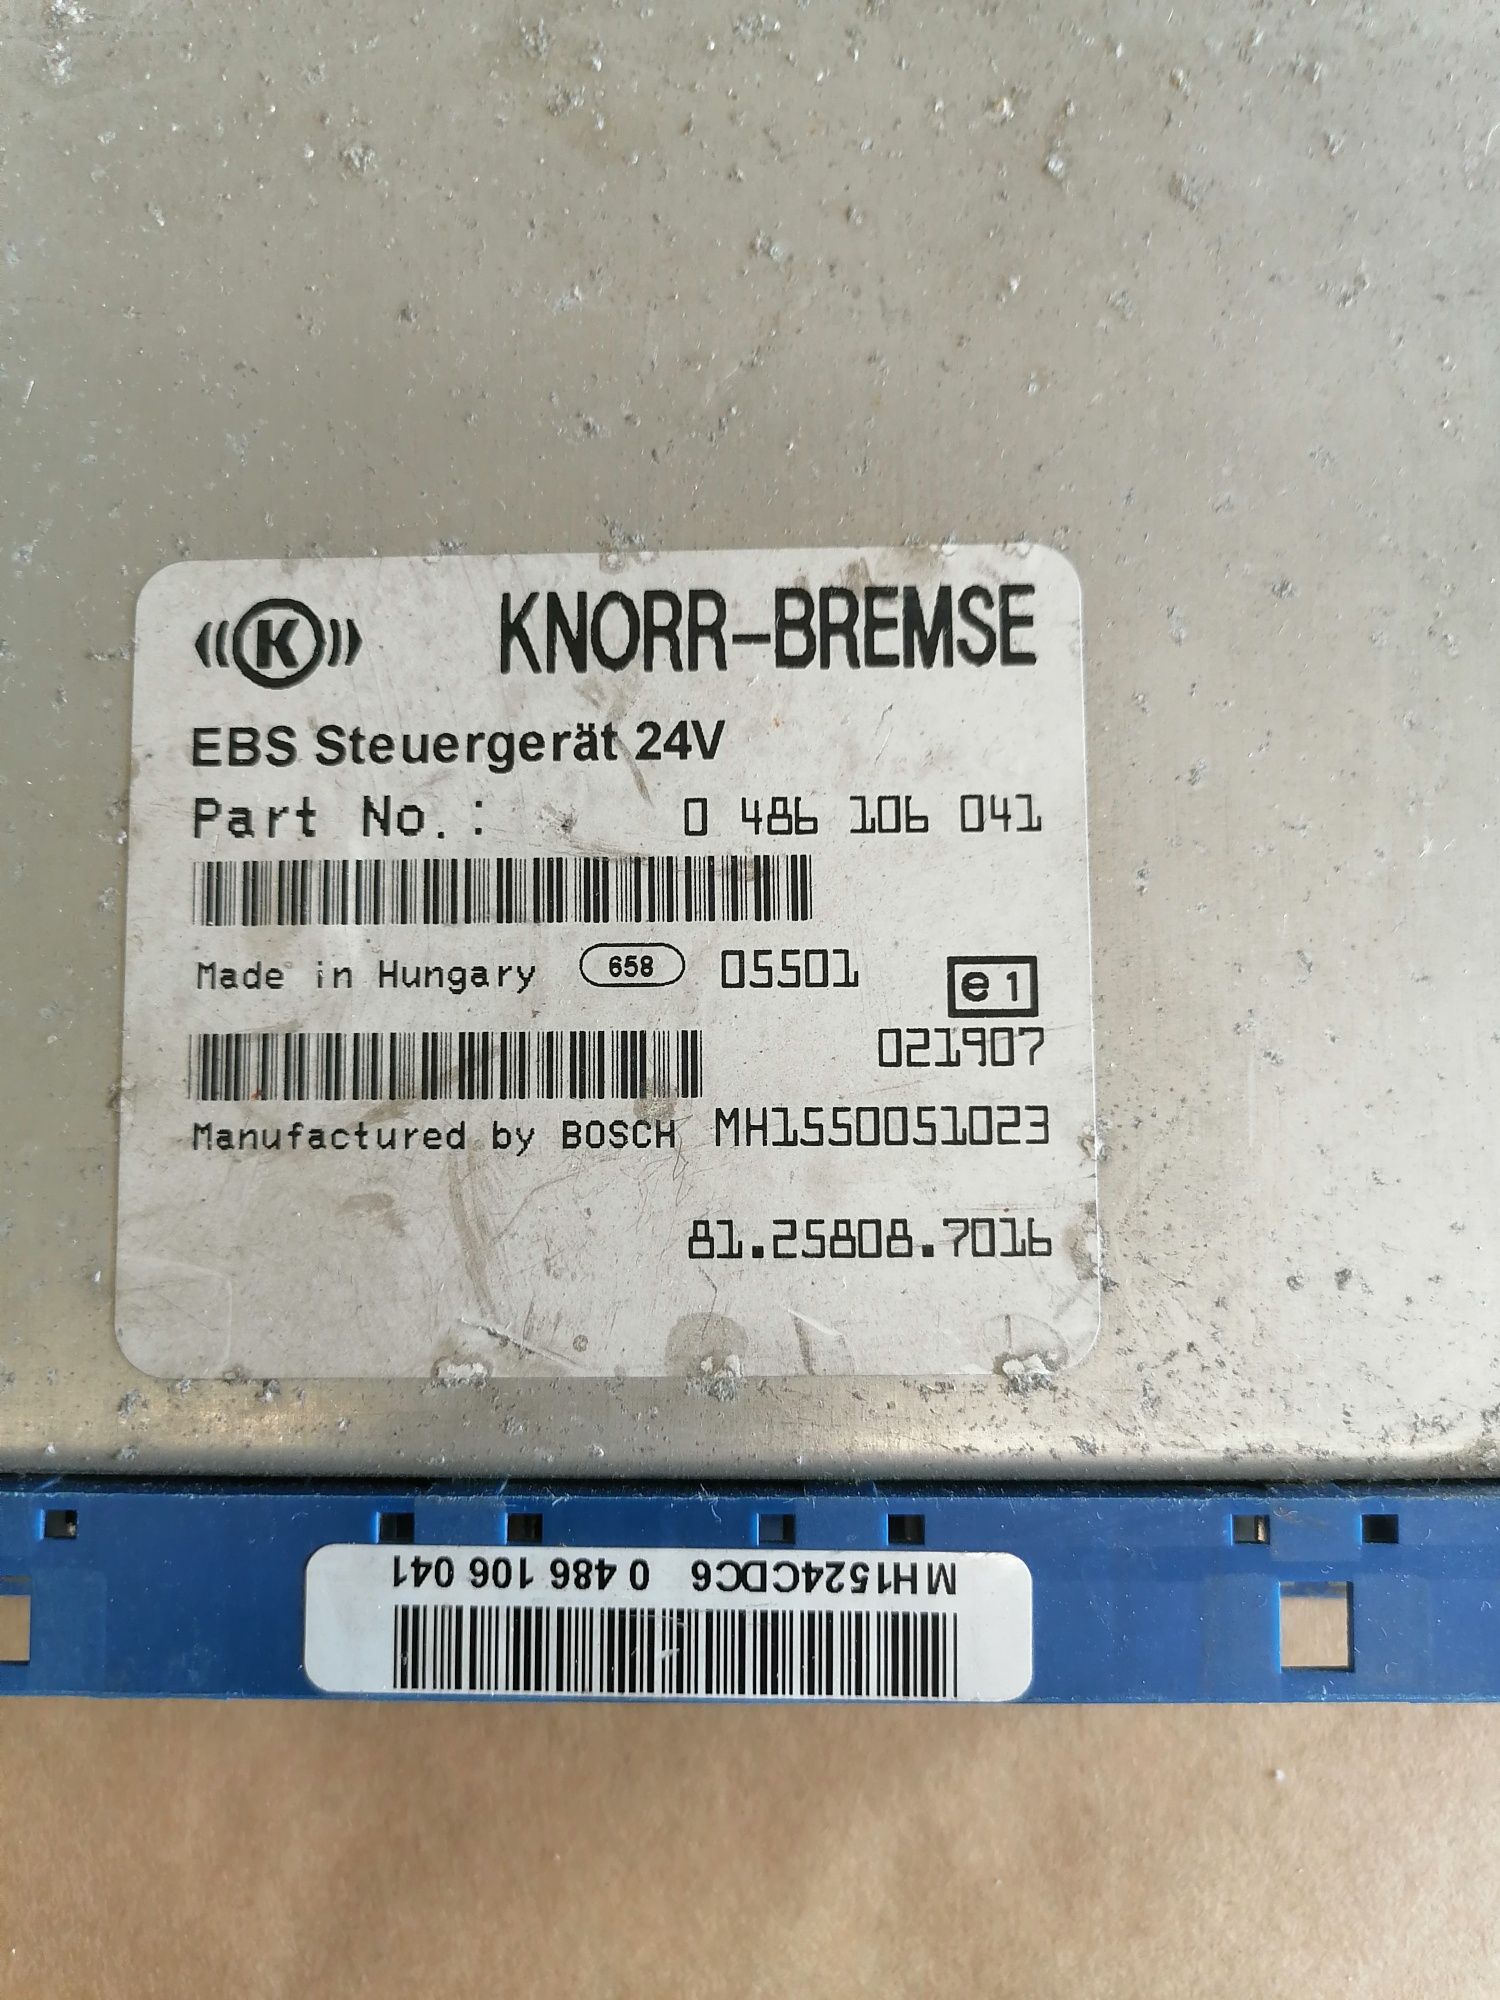 K KNORR-BREMSE
EBS Steuergerät 24V
Part No.: 0 486 106 041
Made in Hungary 658 05501 e1
021907
Manufactured by BOSCH MH1550051023
81.25808.7016
MH1524CDC6 0 486 106 041